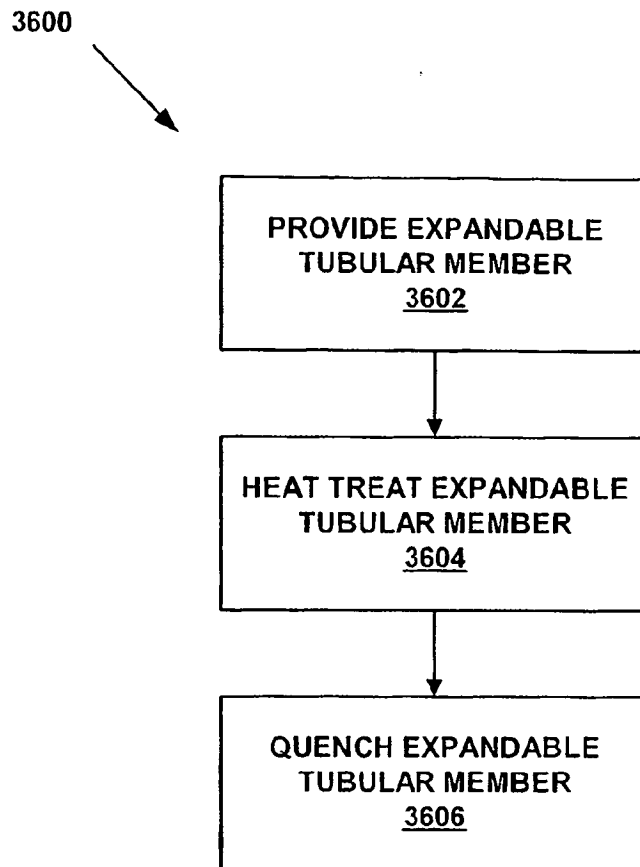 3600
PROVIDE EXPANDABLE
TUBULAR MEMBER
3602
HEAT TREAT EXPANDABLE
TUBULAR MEMBER
3604
QUENCH EXPANDABLE
TUBULAR MEMBER
3606